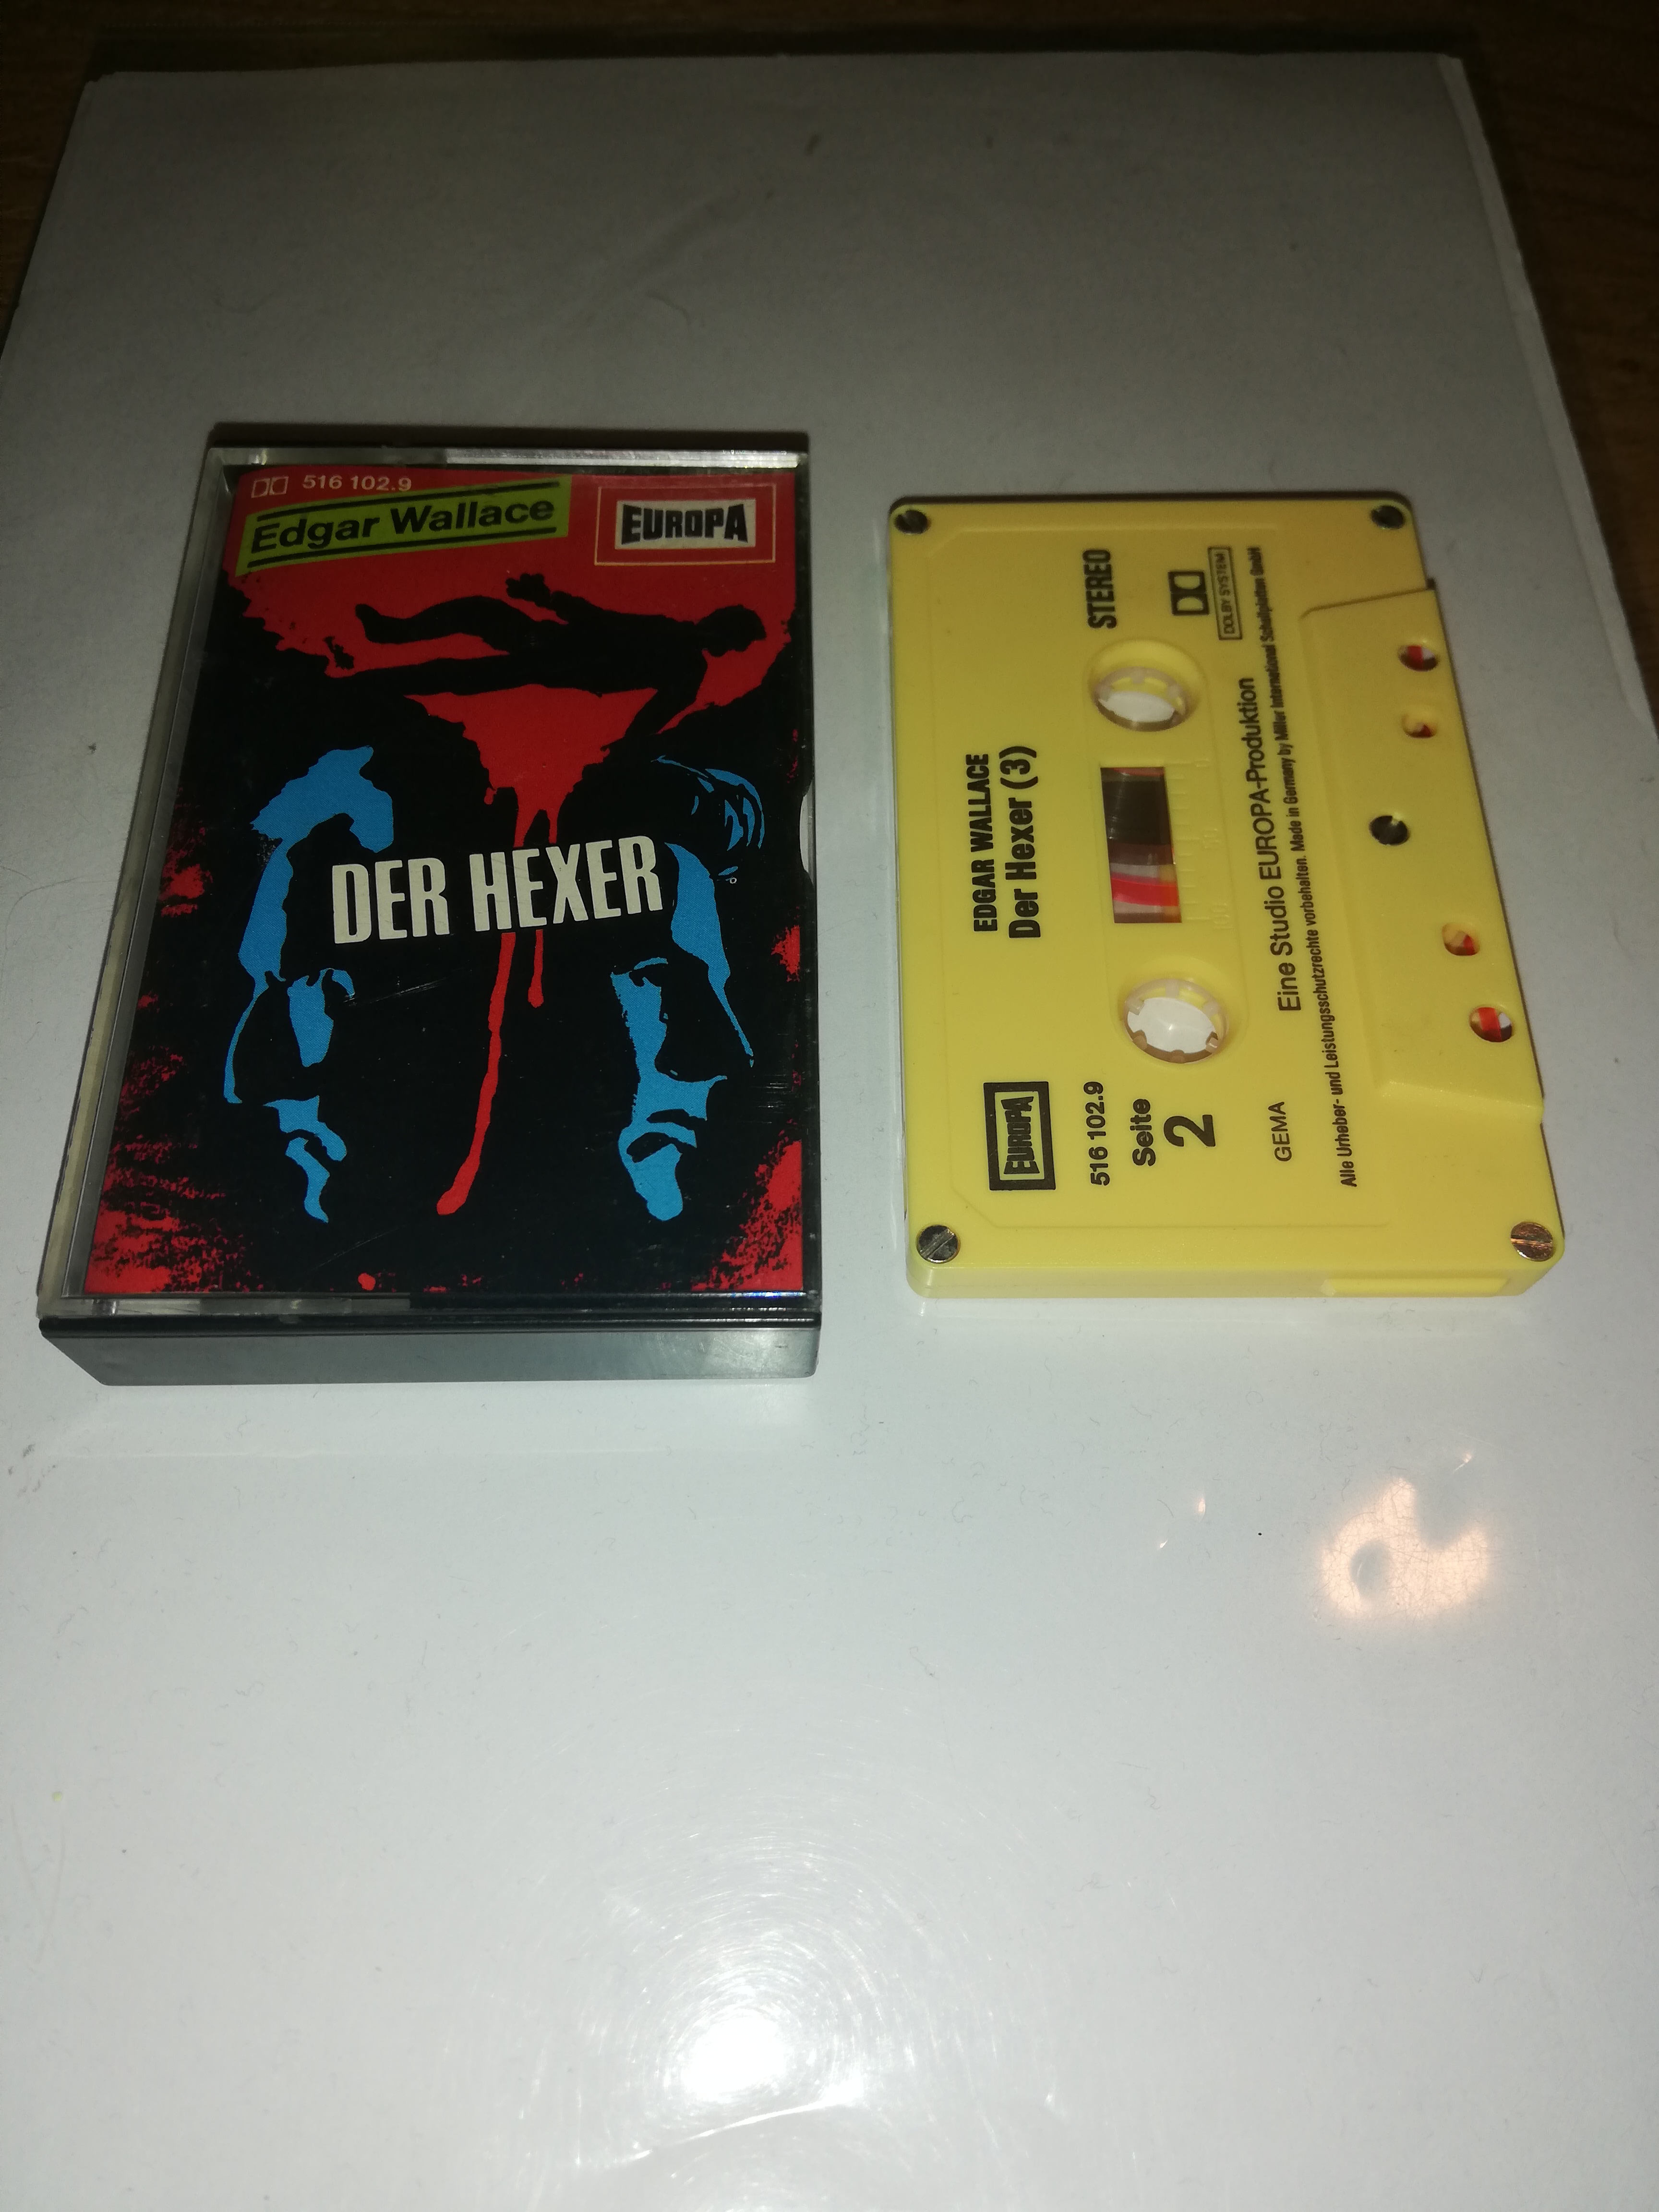 516 102.9
Edgar Wallace
EUROPA
DER HEXER
EDGAR WALLACE
Der Hexer (3)
STEREO
EUROPA
516 102.9
Seite
2
DOLBY SYSTEM
GEMA
Eine Studio EUROPA-Produktion
Alle Urheber- und Leistungsschutzrechte vorbehalten. Made in Germany by Miller International Schallplatten GmbH